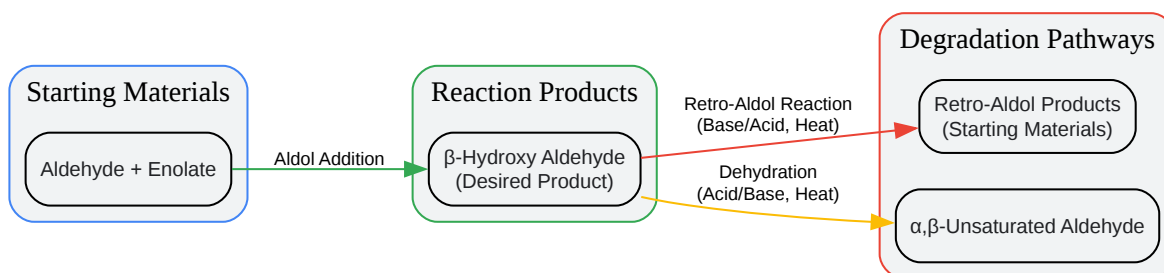 Starting Materials
Aldehyde + Enolate
Aldol Addition
Reaction Products
β-Hydroxy Aldehyde
(Desired Product)
Retro-Aldol Reaction
(Base/Acid, Heat)
Dehydration
(Acid/Base, Heat)
Degradation Pathways
Retro-Aldol Products
(Starting Materials)
α,β-Unsaturated Aldehyde